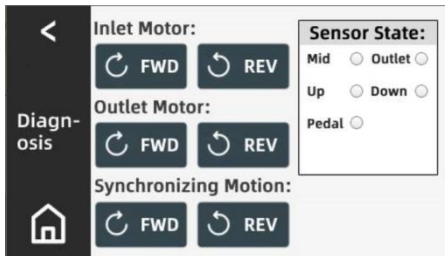 <
Diagn-
osis
Inlet Motor:
FWD REV
Outlet Motor:
FWD REV
Synchronizing Motion:
FWD REV
Sensor State:
Mid Outlet
Up Down
Pedal